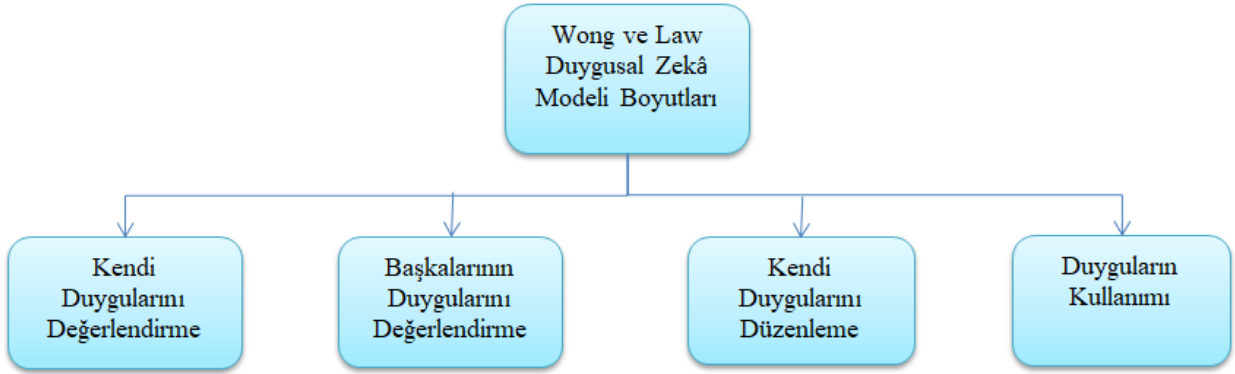 Wong ve Law
Duygusal Zekâ
Modeli Boyutları
Kendi
Duygularını
Değerlendirme
Başkalarının
Duygularını
Değerlendirme
Kendi
Duygularını
Düzenleme
Duyguların
Kullanımı